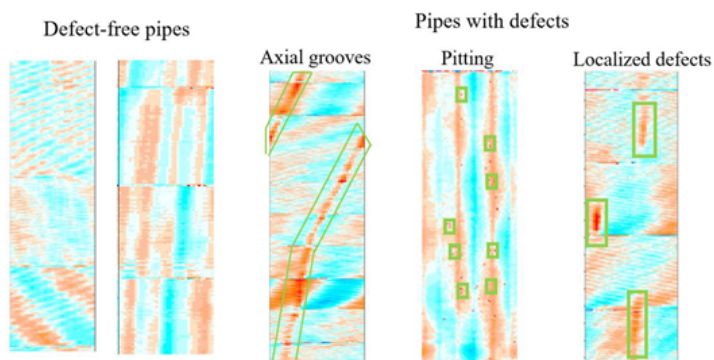 Defect-free pipes
Pipes with defects
Axial grooves
Pitting
Localized defects